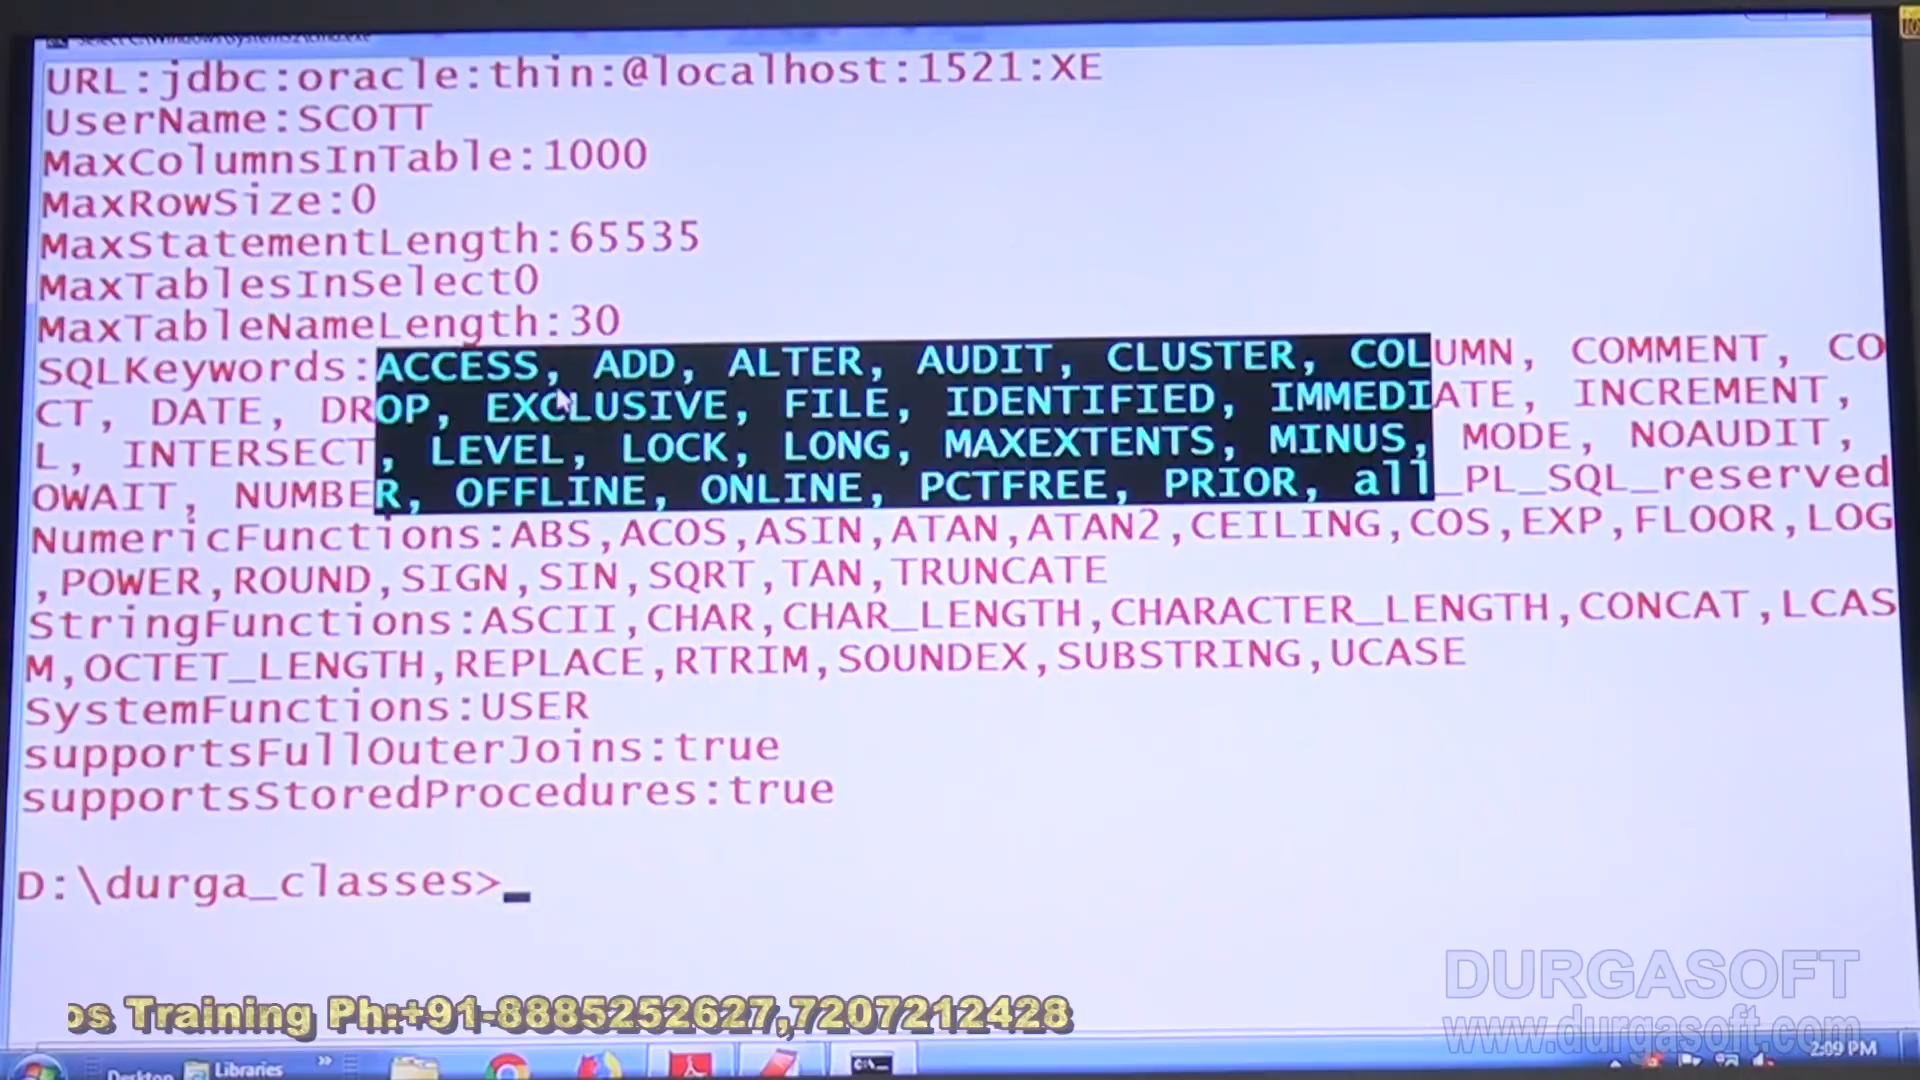 URL:jdbc:oracle:thin:@localhost:1521:XE
UserName:SCOTT
MaxColumnsInTable:1000
MaxRowSize:0
MaxStatementLength:65535
MaxTablesInSelect0
MaxTableNameLength:30
SQLKeywords:ACCESS, ADD, ALTER, AUDIT, CLUSTER, COLUMN, COMMENT, CO
CT, DATE, DROP, EXCLUSIVE, FILE, IDENTIFIED, IMMEDIATE, INCREMENT,
L, INTERSECT, LEVEL, LOCK, LONG, MAXEXTENTS, MINUS, MODE, NOAUDIT,
OWAIT, NUMBER, OFFLINE, ONLINE, PCTFREE, PRIOR, all_PL_SQL_reserved
NumericFunctions:ABS,ACOS,ASIN,ATAN,ATAN2,CEILING,COS,EXP,FLOOR,LOG
,POWER,ROUND,SIGN,SIN,SQRT,TAN,TRUNCATE
StringFunctions:ASCII,CHAR,CHAR_LENGTH,CHARACTER_LENGTH,CONCAT,LCAS
M,OCTET_LENGTH,REPLACE,RTRIM,SOUNDEX,SUBSTRING,UCASE
SystemFunctions:USER
supportsFullOuterJoins:true
supportsStoredProcedures:true
D:\durga_classes>
DURGASOFT
www.durgasoft.com
os Training Ph:+91-8885252627,7207212428
Desktop Libraries »
2:09 PM